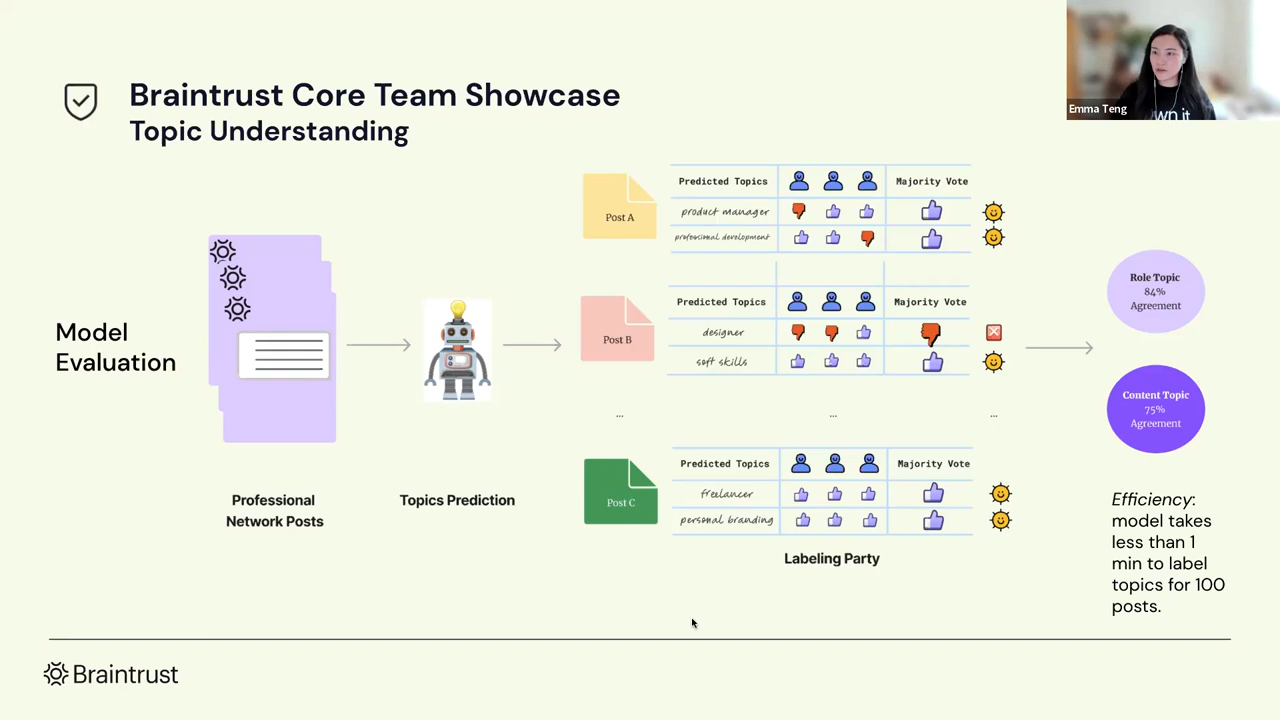 Braintrust Core Team Showcase
Topic Understanding
Emma Teng
wn it
Model
Evaluation
Professional
Network Posts
Topics Prediction
Post A
Predicted Topics
Majority Vote
product manager
professional development
Post B
Predicted Topics
Majority Vote
designer
soft skills
...
...
...
Post C
Predicted Topics
Majority Vote
freelancer
personal branding
Labeling Party
Role Topic
84%
Agreement
Content Topic
75%
Agreement
Efficiency:
model takes
less than 1
min to label
topics for 100
posts.
Braintrust